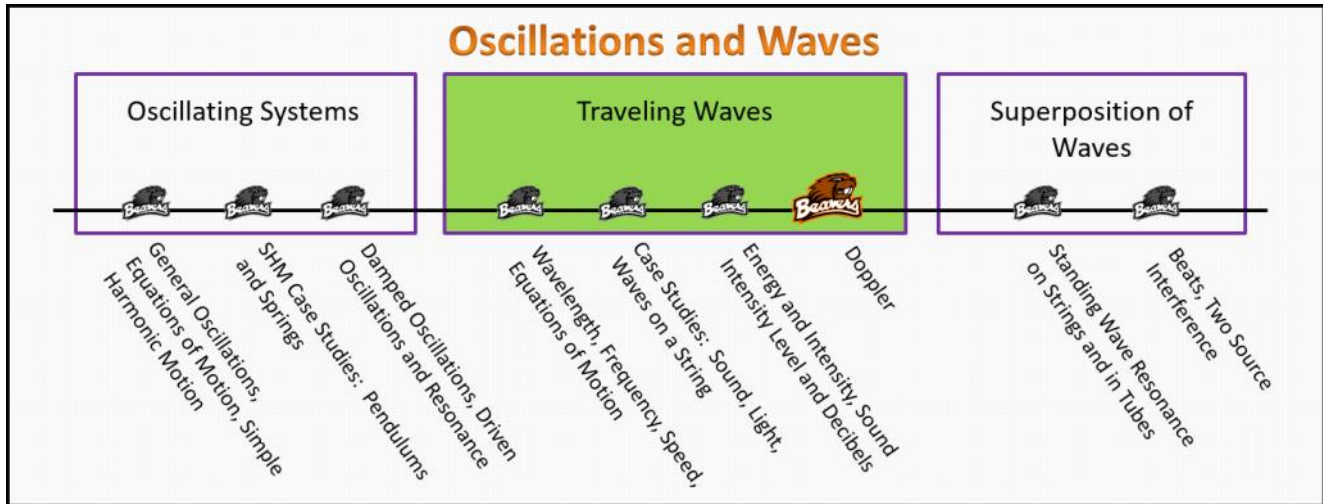 Oscillations and Waves
Oscillating Systems
Traveling Waves
Superposition of
Waves
Beavers
Beavers
Beavers
Beavers
Beavers
Beavers
Beavers
Beavers
Beavers
General Oscillations,
Equations of Motion, Simple
Harmonic Motion
SHM Case Studies: Pendulums
and Springs
Damped Oscillations, Driven
Oscillations and Resonance
Wavelength, Frequency, Speed,
Equations of Motion
Case Studies: Sound, Light,
Waves on a String
Energy and Intensity, Sound
Intensity Level and Decibels
Doppler
Standing Wave Resonance
on Strings and in Tubes
Beats, Two Source
Interference